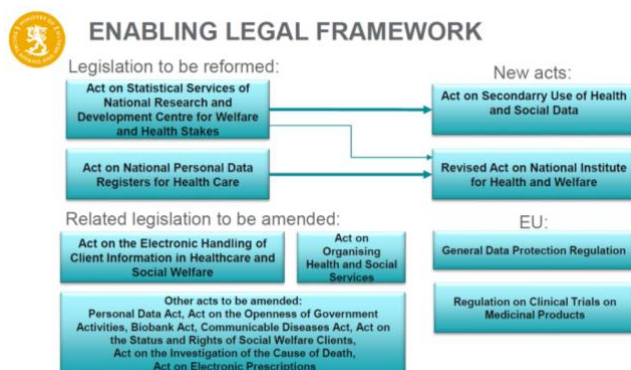 ENABLING LEGAL FRAMEWORK
Legislation to be reformed:
Act on Statistical Services of
National Research and
Development Centre for Welfare
and Health Stakes
Act on National Personal Data
Registers for Health Care
New acts:
Act on Secondarry Use of Health
and Social Data
Revised Act on National Institute
for Health and Welfare
Related legislation to be amended:
Act on the Electronic Handling of
Client Information in Healthcare and
Social Welfare
Act on
Organising
Health and Social
Services
Other acts to be amended:
Personal Data Act, Act on the Openness of Government
Activities, Biobank Act, Communicable Diseases Act, Act on
the Status and Rights of Social Welfare Clients,
Act on the Investigation of the Cause of Death,
Act on Electronic Prescriptions
EU:
General Data Protection Regulation
Regulation on Clinical Trials on
Medicinal Products